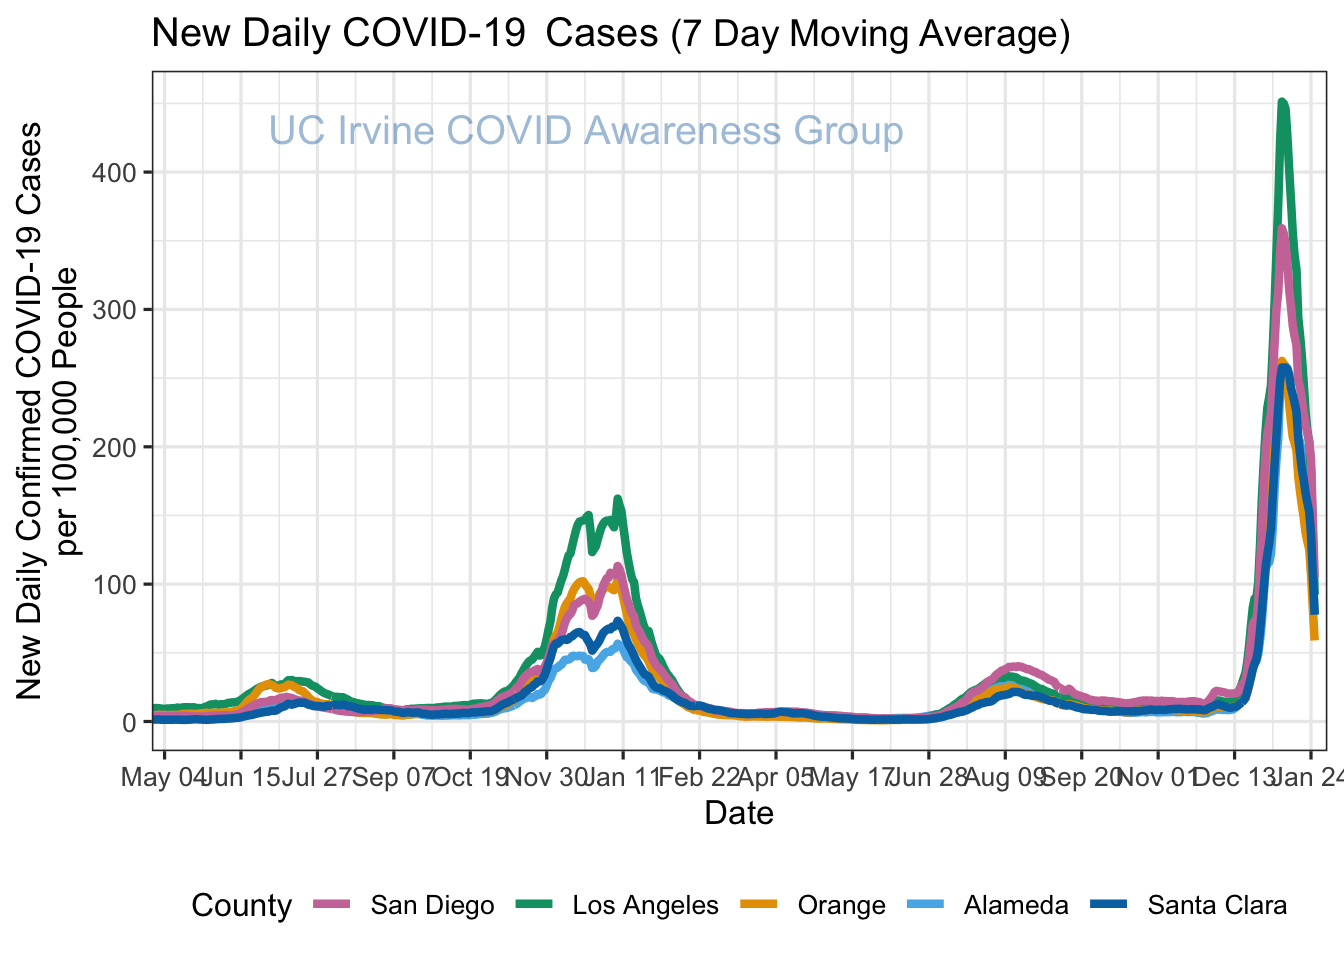 New Daily COVID-19 Cases (7 Day Moving Average)
UC Irvine COVID Awareness Group
New Daily Confirmed COVID-19 Cases
per 100,000 People
400
300
200
100
0
May 04 Jun 15 Jul 27 Sep 07 Oct 19 Nov 30 Jan 11 Feb 22 Apr 05 May 17 Jun 28 Aug 09 Sep 20 Nov 01 Dec 13 Jan 24
Date
County San Diego Los Angeles Orange Alameda Santa Clara